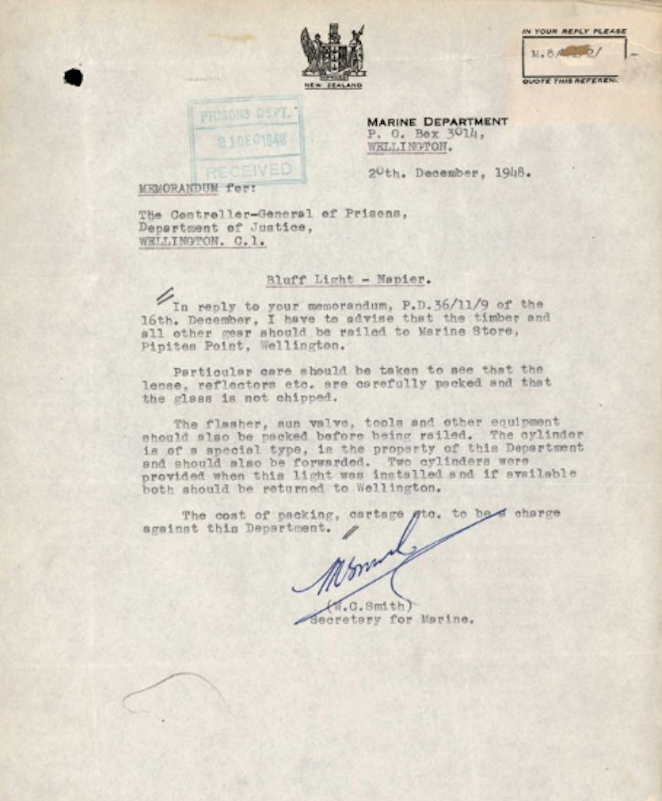 NEW ZEALAND
IN YOUR REPLY PLEASE
QUOTE THIS REFEREN
PRISONS DEPT.
21 DEC 1948
RECEIVED
MARINE DEPARTMENT
P. O. Box 3014,
WELLINGTON.
20th. December, 1948.
MEMORANDUM for:
The Controller-General of Prisons,
Department of Justice,
WELLINGTON. C.1.
Bluff Light - Napier.
In reply to your memorandum, P.D.36/11/9 of the
16th. December, I have to advise that the timber and
all other gear should be railed to Marine Store,
Pipitea Point, Wellington.
Particular care should be taken to see that the
lense, reflectors etc. are carefully packed and that
the glass is not chipped.
The flasher, sun valve, tools and other equipment
should also be packed before being railed. The cylinder
is of a special type, is the property of this Department
and should also be forwarded. Two cylinders were
provided when this light was installed and if available
both should be returned to Wellington.
The cost of packing, cartage etc. to be a charge
against this Department.
(W.C.Smith)
Secretary for Marine.